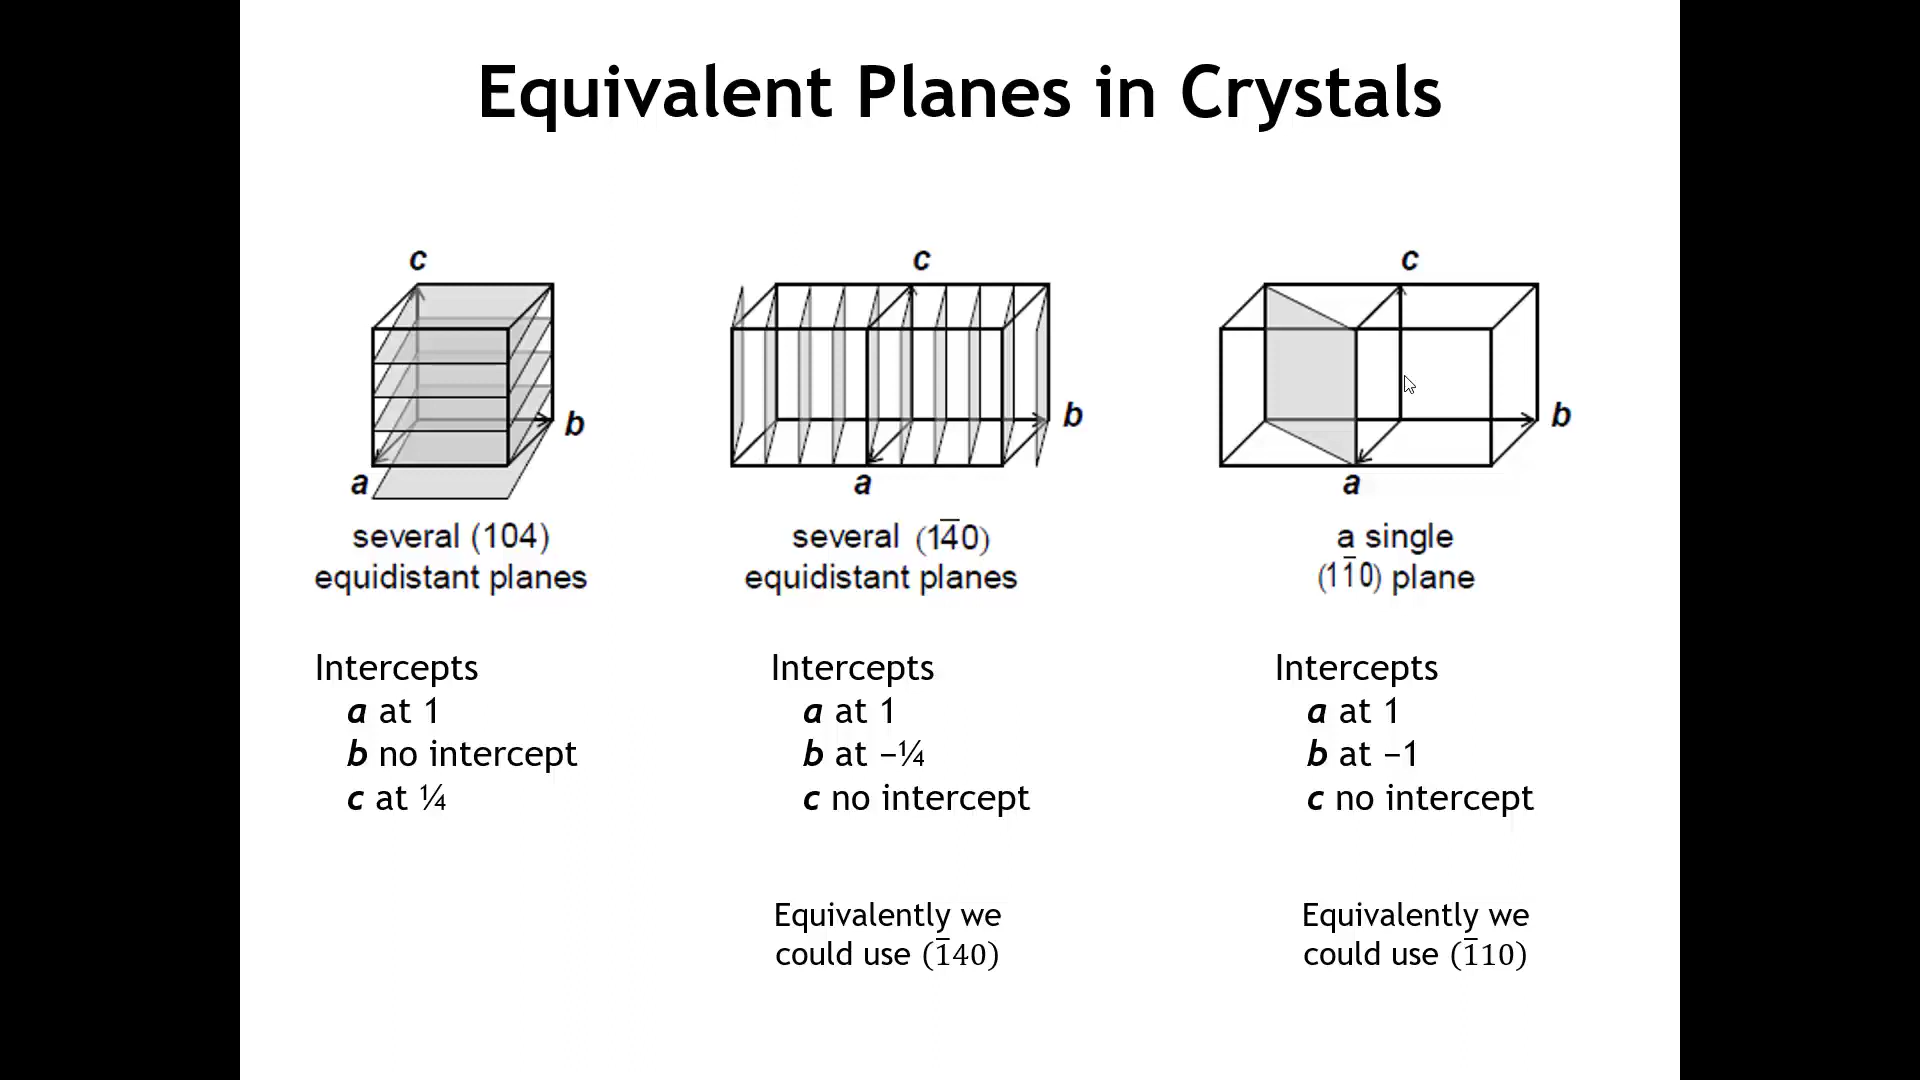 Equivalent Planes in Crystals
c
b
a
several (104)
equidistant planes
c
b
a
several (14̅0)
equidistant planes
c
b
a
a single
(11̅0) plane
Intercepts
a at 1
b no intercept
c at ¼
Intercepts
a at 1
b at −¼
c no intercept
Intercepts
a at 1
b at −1
c no intercept
Equivalently we
could use (1̅40)
Equivalently we
could use (1̅10)